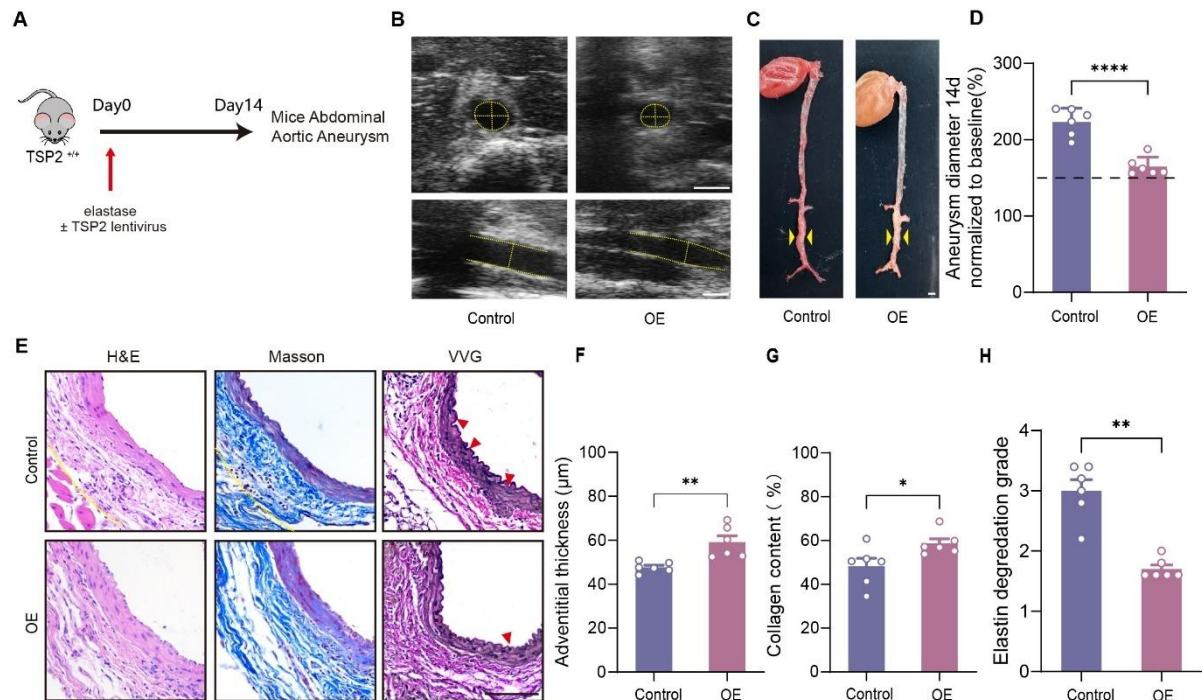 A
Day0
Day14
TSP2 +/+
Mice Abdominal
Aortic Aneurysm
elastase
± TSP2 lentivirus
B
Control
OE
C
Control
OE
D
Aneurysm diameter 14d
normalized to baseline(%)
300
200
100
0
****
Control
OE
E
H&E
Masson
VVG
Control
OE
F
Adventitial thickness (µm)
100
80
60
40
20
0
**
Control
OE
G
Collagen content ( %)
100
80
60
40
20
0
*
Control
OE
H
Elastin degredation grade
4
3
2
1
0
**
Control
OE